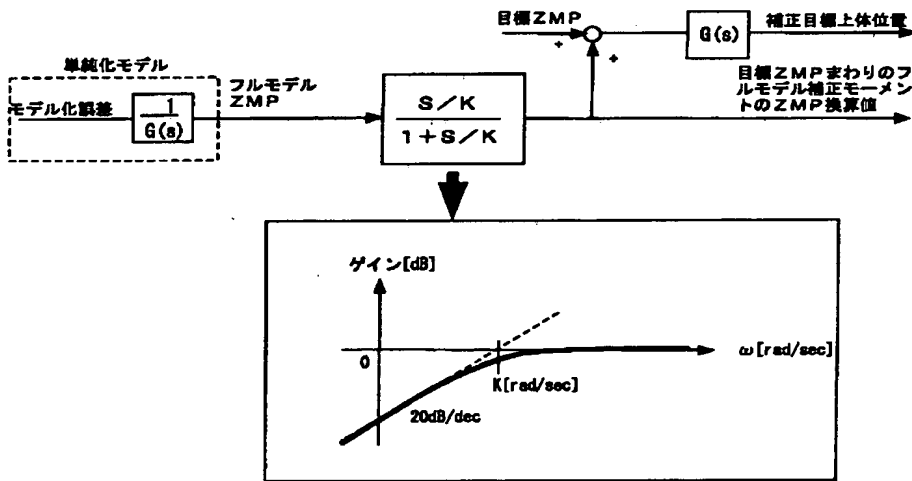 目標ZMP
+
+
G(s)
補正目標上体位置
目標ZMPまわりのフ
ルモデル補正モーメン
トのZMP換算値
単純化モデル
モデル化誤差
1
G(s)
フルモデル
ZMP
S/K
1+S/K
ゲイン[dB]
0
K[rad/sec]
ω[rad/sec]
20dB/dec